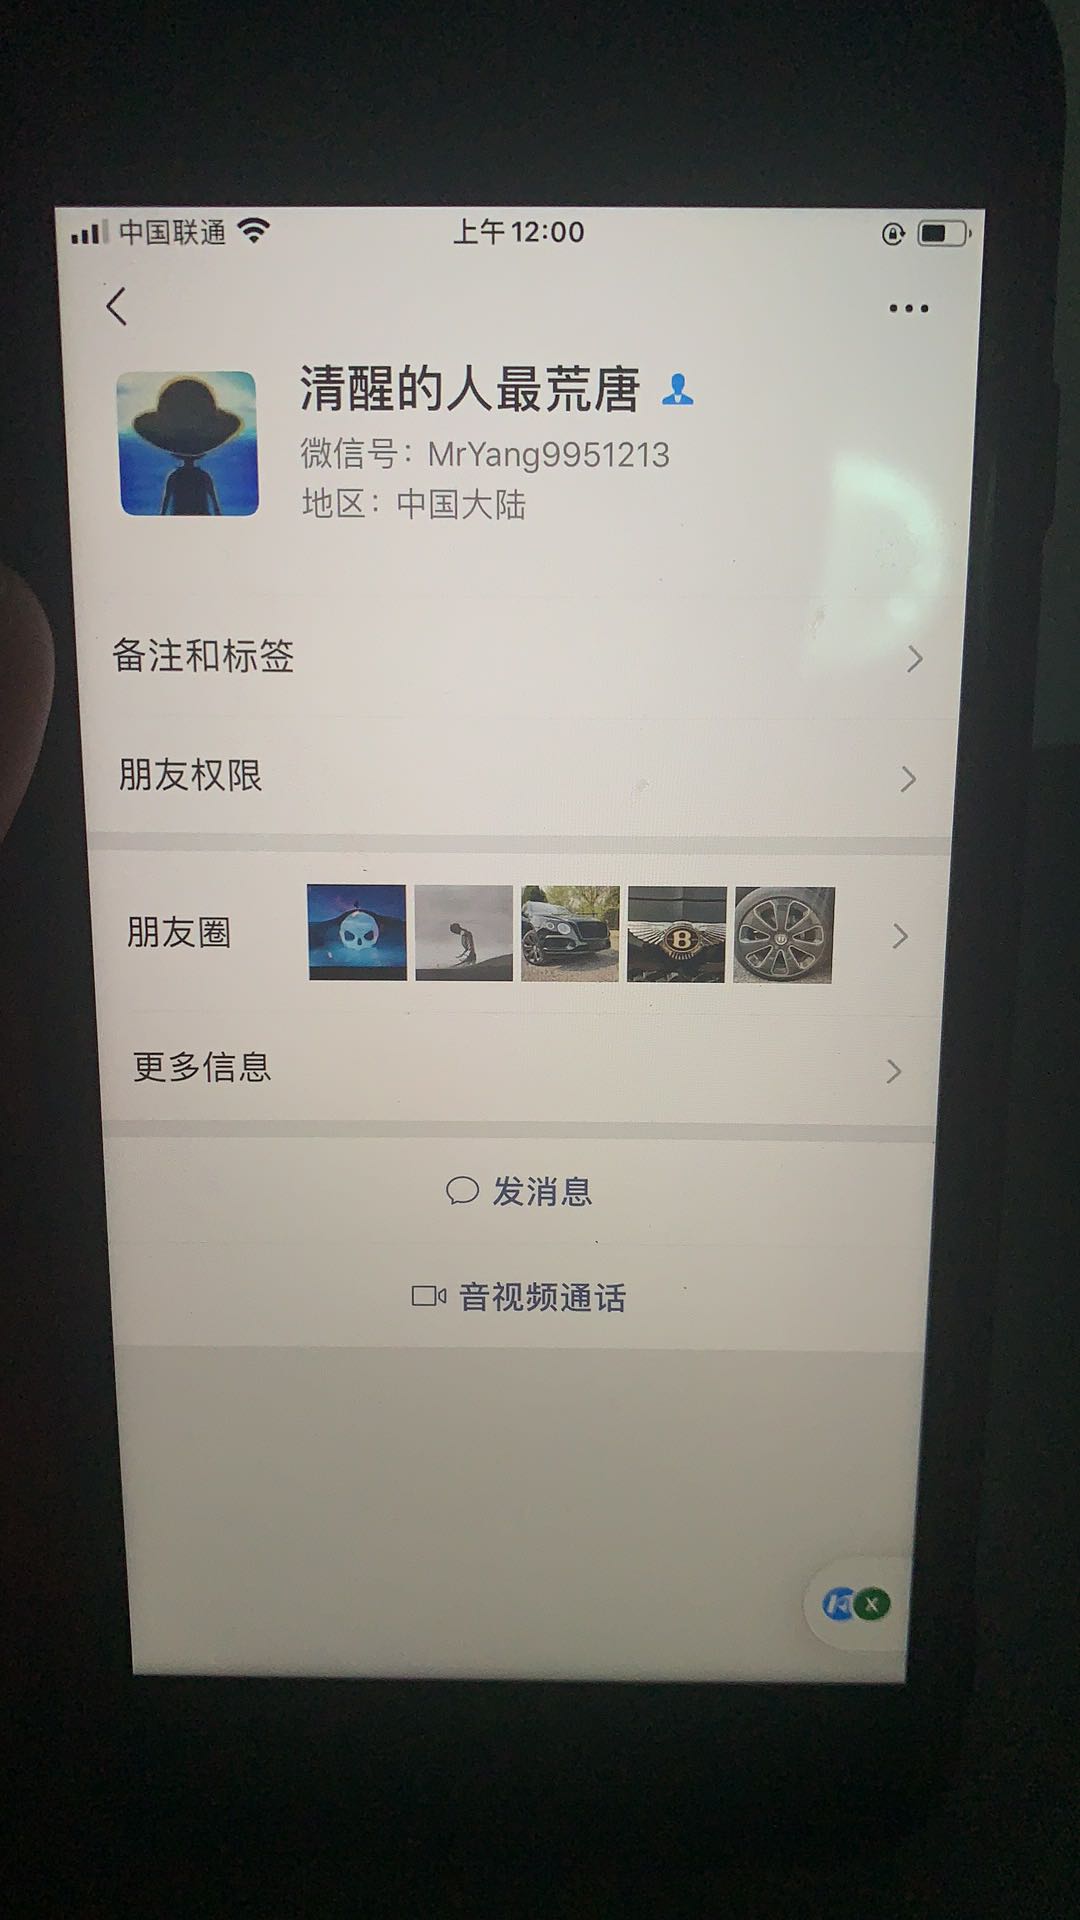 中国联通
上午12:00
清醒的人最荒唐
微信号：MrYang9951213
地区：中国大陆
备注和标签
朋友权限
朋友圈
B
更多信息
发消息
音视频通话
X